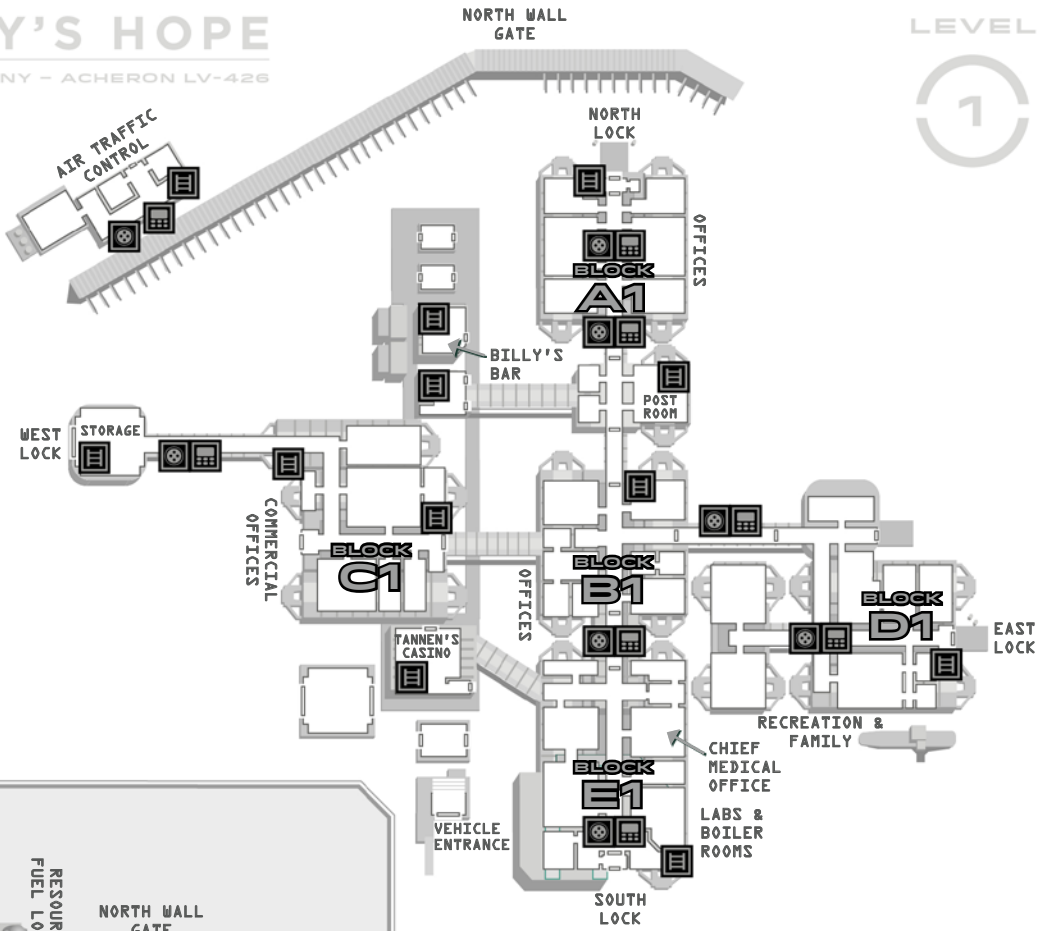 Y'S HOPE
NY – ACHERON LV-426
LEVEL
1
NORTH WALL
GATE
AIR TRAFFIC
CONTROL
NORTH
LOCK
OFFICES
BLOCK
A1
BILLY'S
BAR
POST
ROOM
WEST
LOCK
STORAGE
COMMERCIAL
OFFICES
BLOCK
C1
OFFICES
BLOCK
B1
BLOCK
D1
EAST
LOCK
TANNEN'S
CASINO
RECREATION &
FAMILY
CHIEF
MEDICAL
OFFICE
BLOCK
E1
LABS &
BOILER
ROOMS
VEHICLE
ENTRANCE
SOUTH
LOCK
RESOUR
FUEL LO
NORTH WALL
GATE